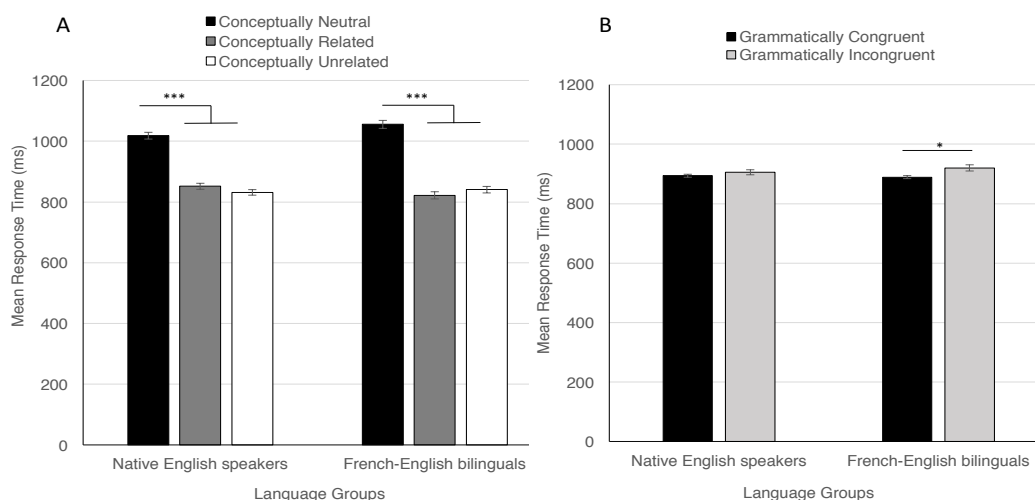 A
Conceptually Neutral
Conceptually Related
Conceptually Unrelated
Mean Response Time (ms)
1200
1000
800
600
400
200
0
***
***
Native English speakers
French-English bilinguals
Language Groups
B
Grammatically Congruent
Grammatically Incongruent
Mean Response Time (ms)
1200
1000
800
600
400
200
0
*
Native English speakers
French-English bilinguals
Language Groups